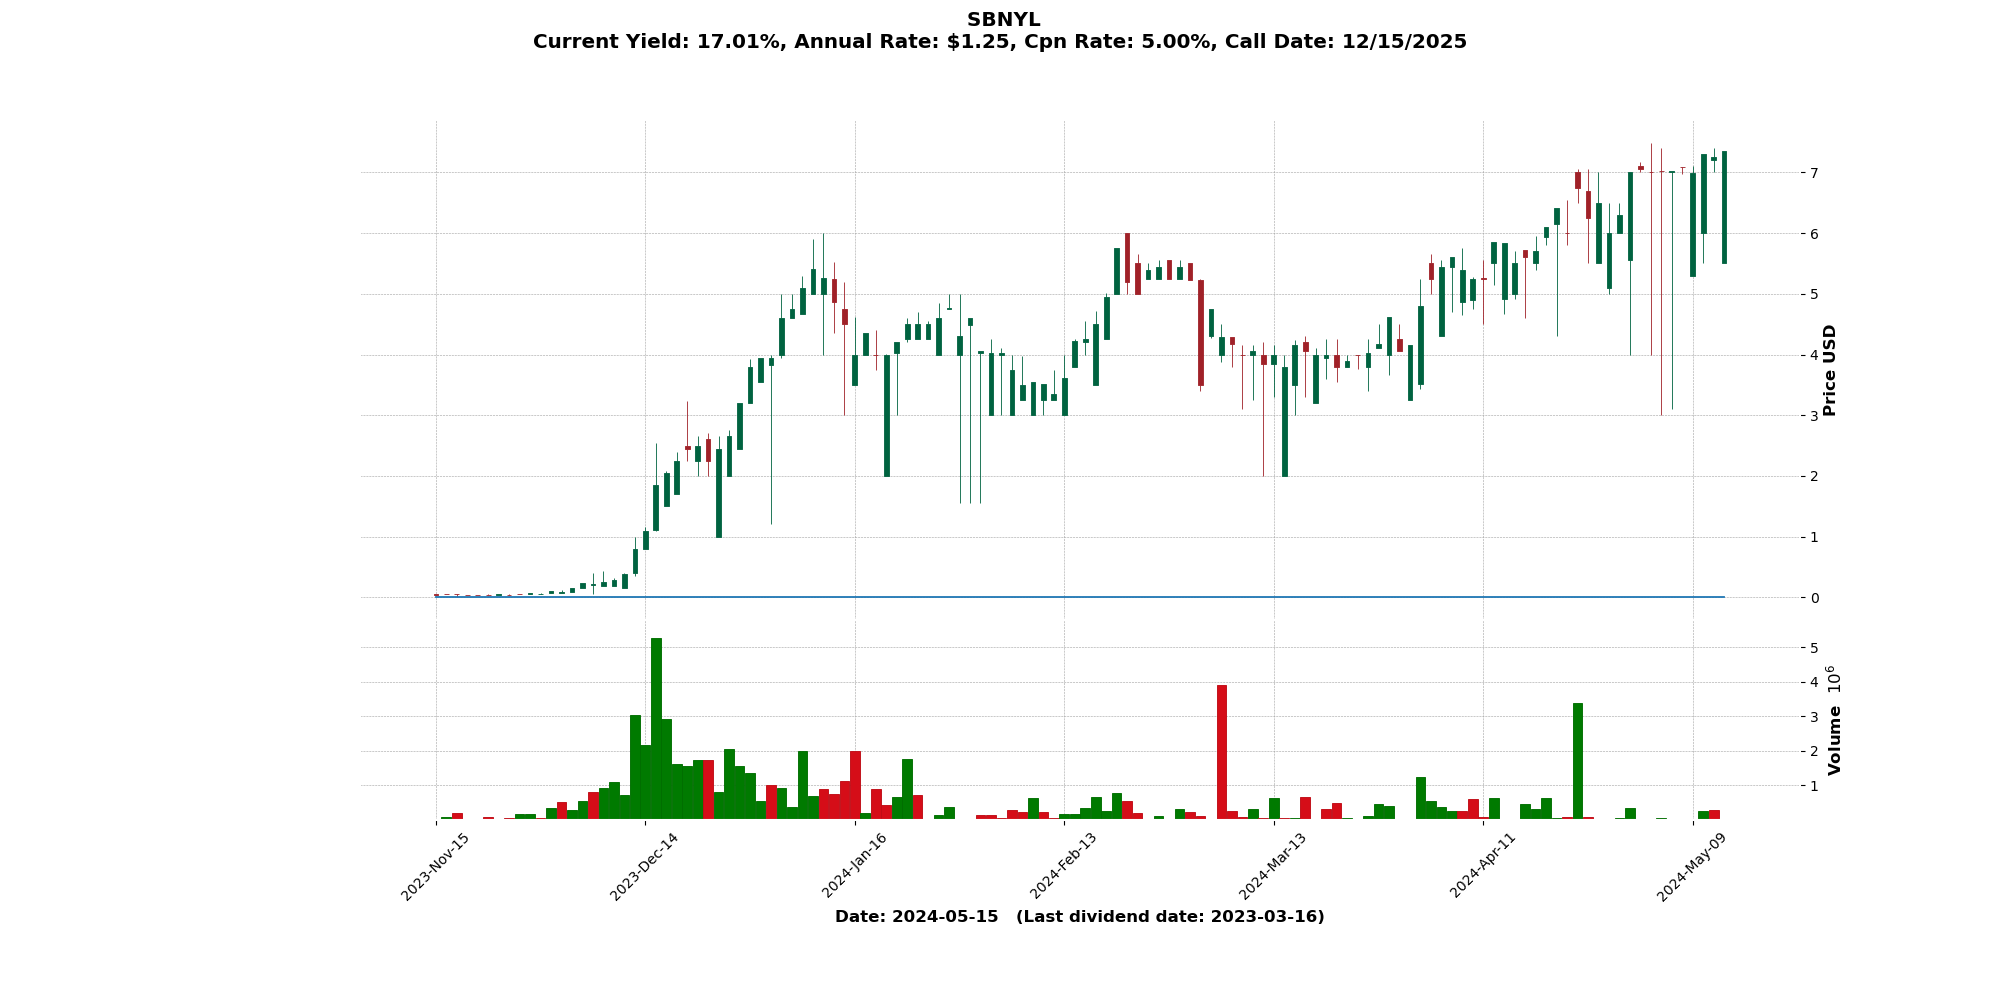 SBNYL
Current Yield: 17.01%, Annual Rate: $1.25, Cpn Rate: 5.00%, Call Date: 12/15/2025
7
6
5
4
3
2
1
0
Price USD
5
4
3
2
1
Volume 10⁶
2023-Nov-15
2023-Dec-14
2024-Jan-16
2024-Feb-13
2024-Mar-13
2024-Apr-11
2024-May-09
Date: 2024-05-15 (Last dividend date: 2023-03-16)